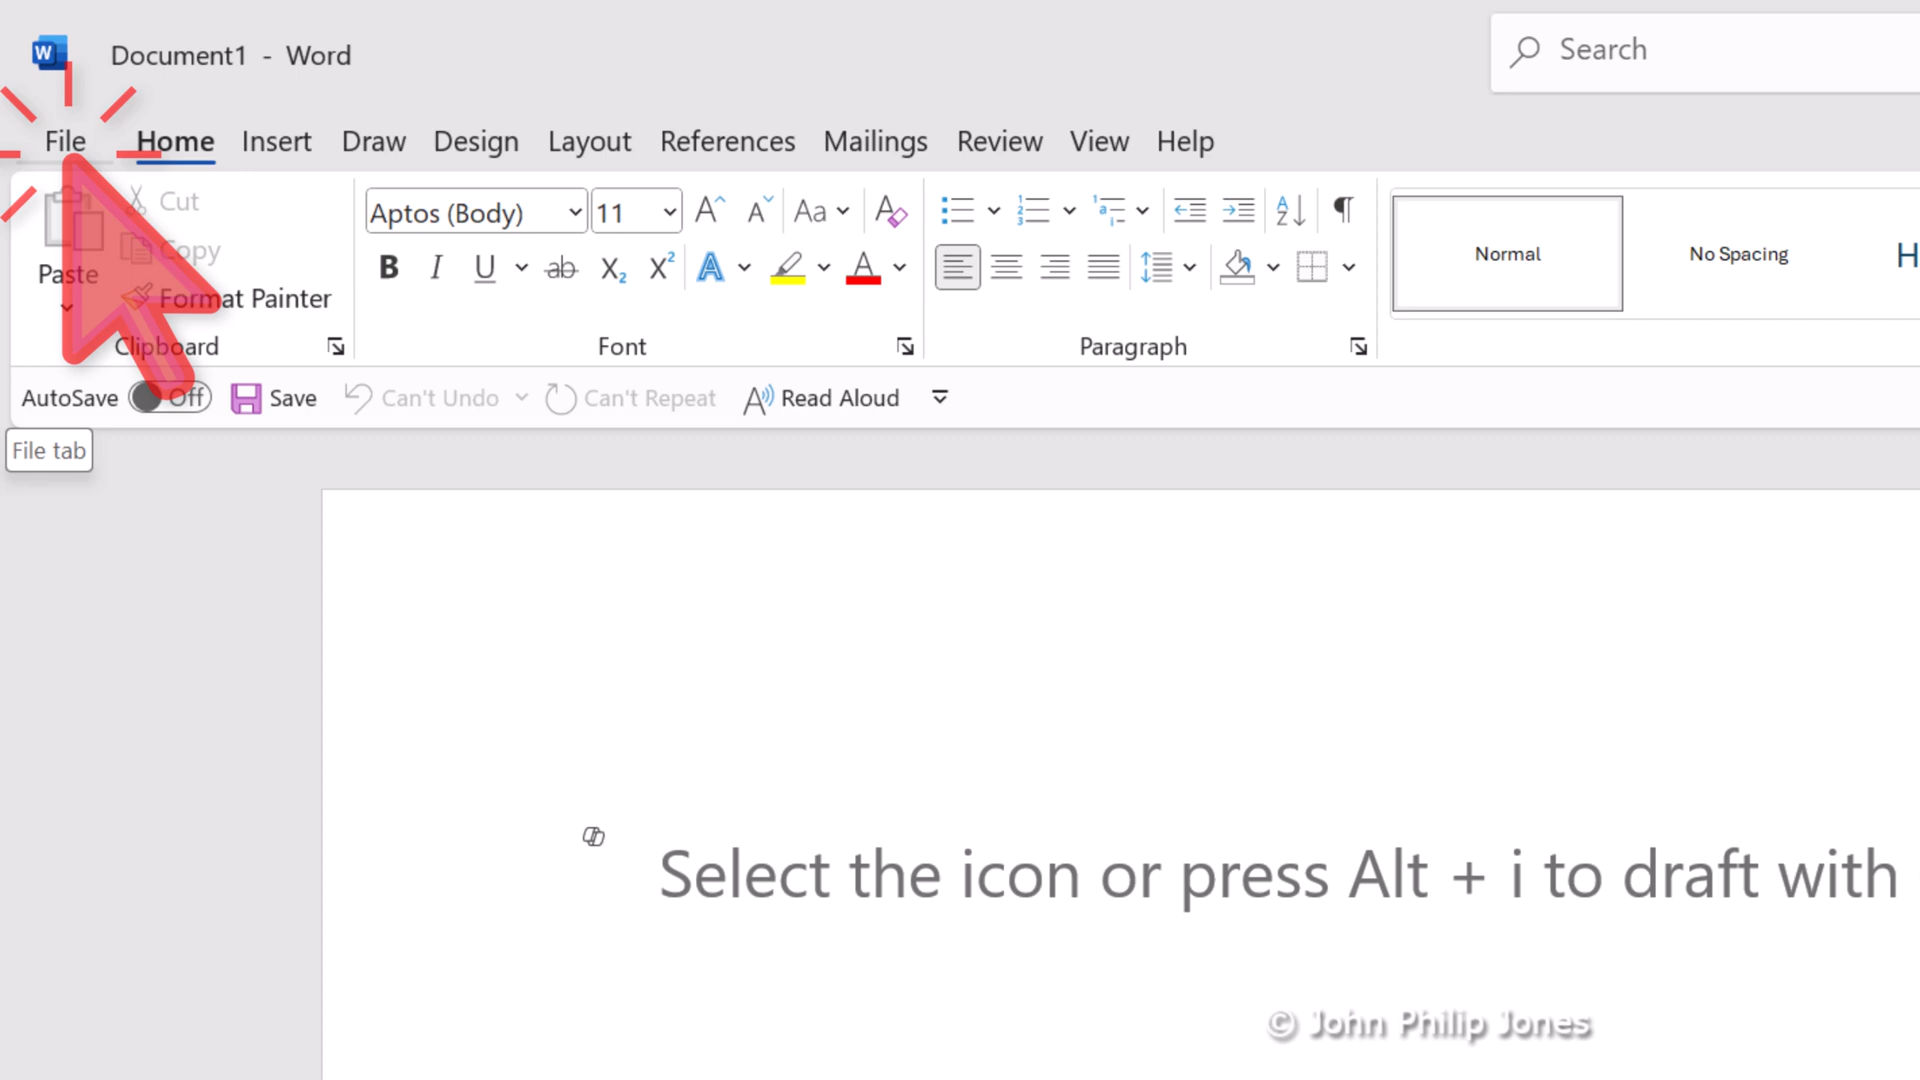 Document1 - Word
Search
File Home Insert Draw Design Layout References Mailings Review View Help
Cut
Copy
Paste
Format Painter
Clipboard
Aptos (Body) 11
Font
Paragraph
Normal
No Spacing
H
AutoSave Off Save Can't Undo Can't Repeat Read Aloud
File tab
Select the icon or press Alt + i to draft with
© John Philip Jones